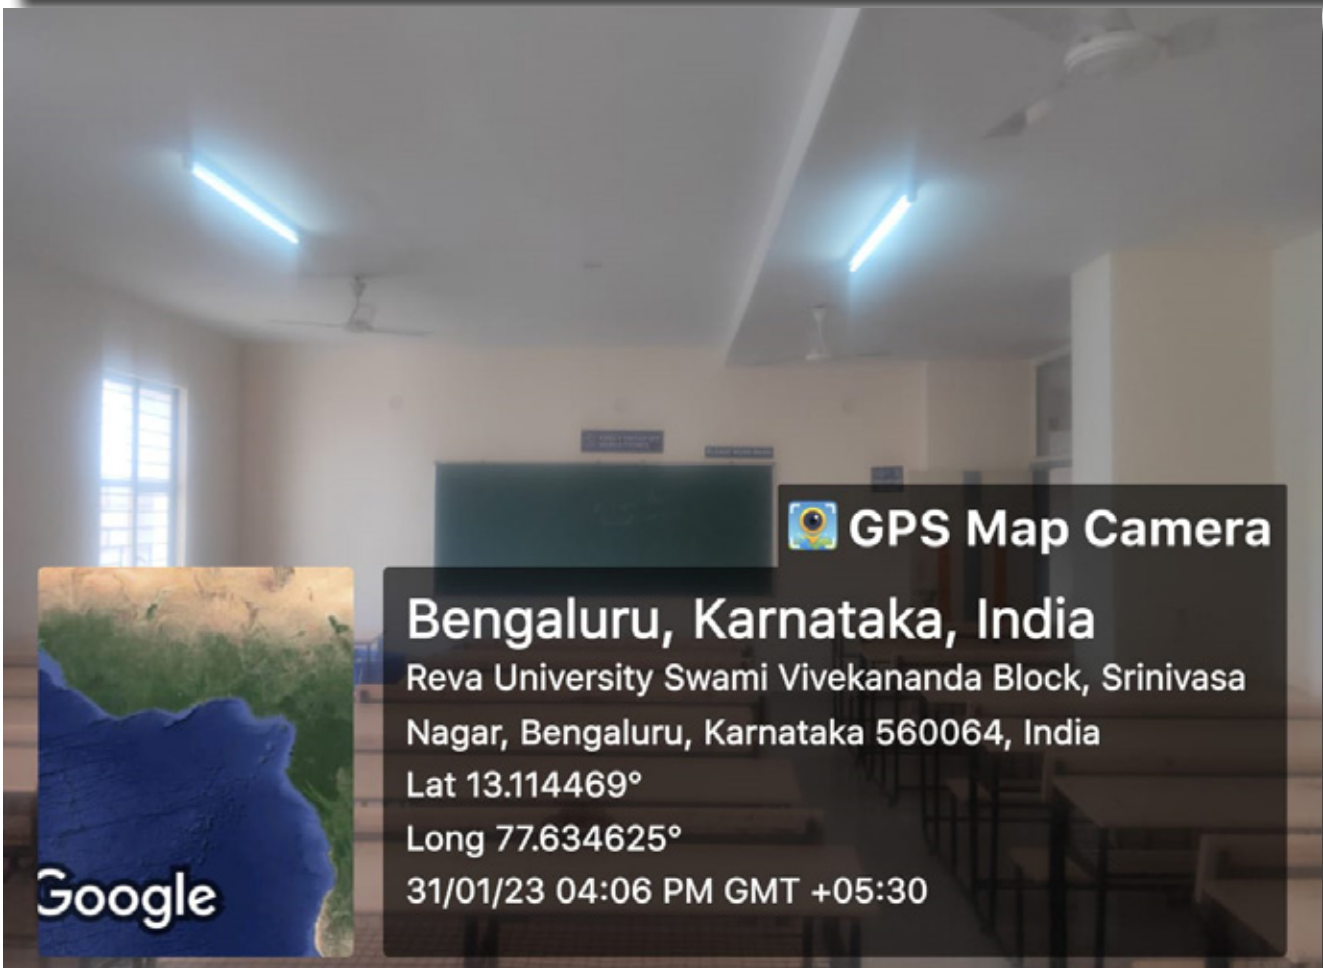 GPS Map Camera
Bengaluru, Karnataka, India
Reva University Swami Vivekananda Block, Srinivasa
Nagar, Bengaluru, Karnataka 560064, India
Lat 13.114469°
Long 77.634625°
31/01/23 04:06 PM GMT +05:30
Google